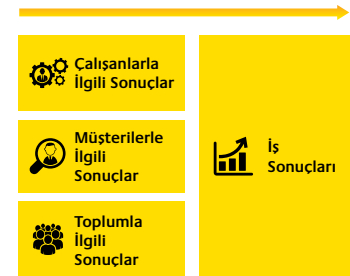 Çalışanlarla
İlgili Sonuçlar
Müşterilerle
İlgili
Sonuçlar
Toplumla
İlgili
Sonuçlar
İş
Sonuçları